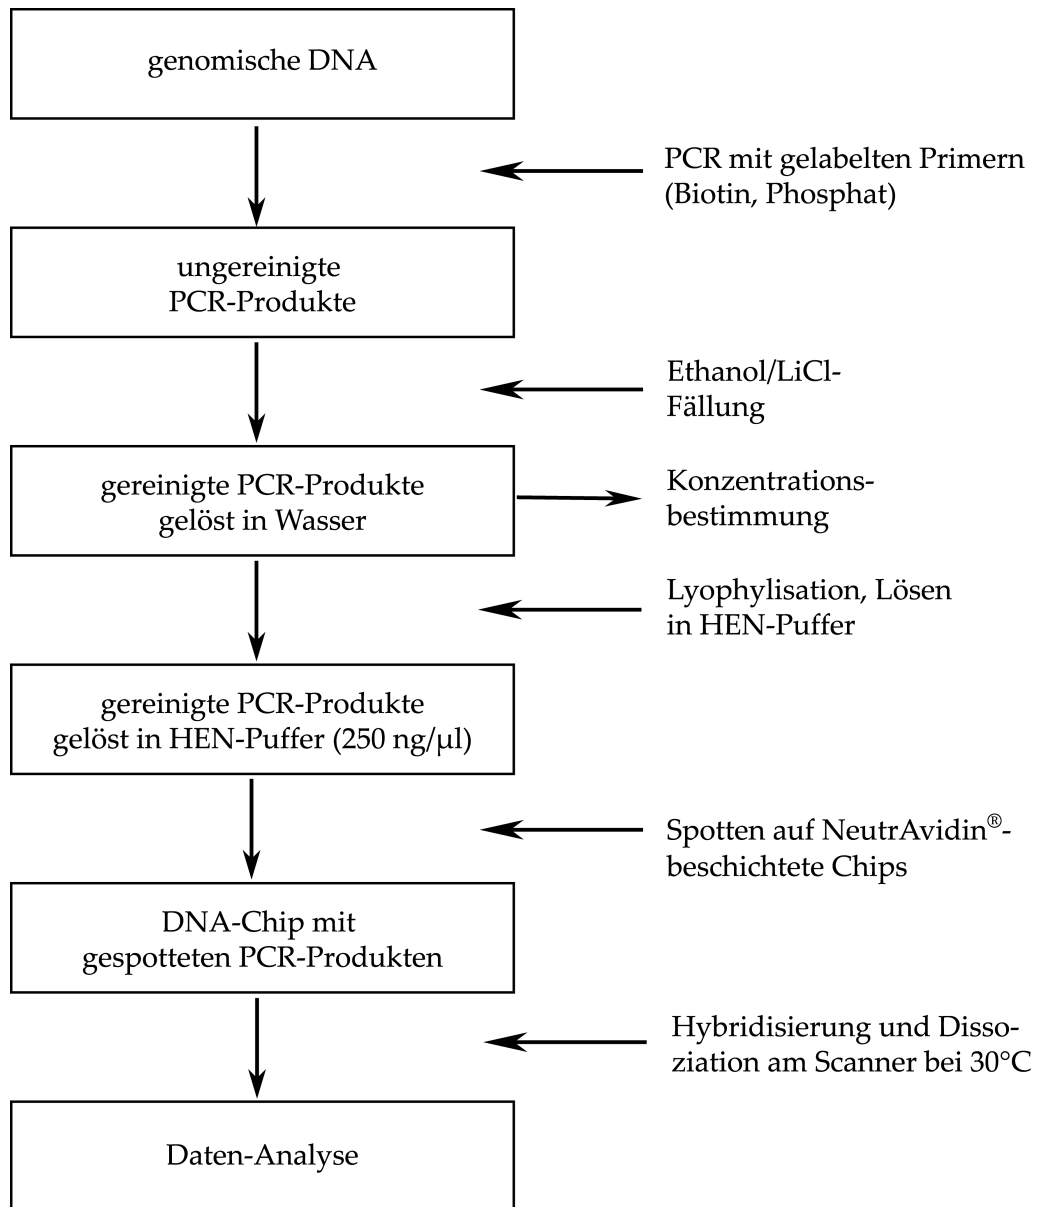 genomische DNA
PCR mit gelabelten Primern
(Biotin, Phosphat)
ungereinigte
PCR-Produkte
Ethanol/LiCl-
Fällung
gereinigte PCR-Produkte
gelöst in Wasser
Konzentrations-
bestimmung
Lyophylisation, Lösen
in HEN-Puffer
gereinigte PCR-Produkte
gelöst in HEN-Puffer (250 ng/µl)
Spotten auf NeutrAvidin®-
beschichtete Chips
DNA-Chip mit
gespotteten PCR-Produkten
Hybridisierung und Disso-
ziation am Scanner bei 30°C
Daten-Analyse